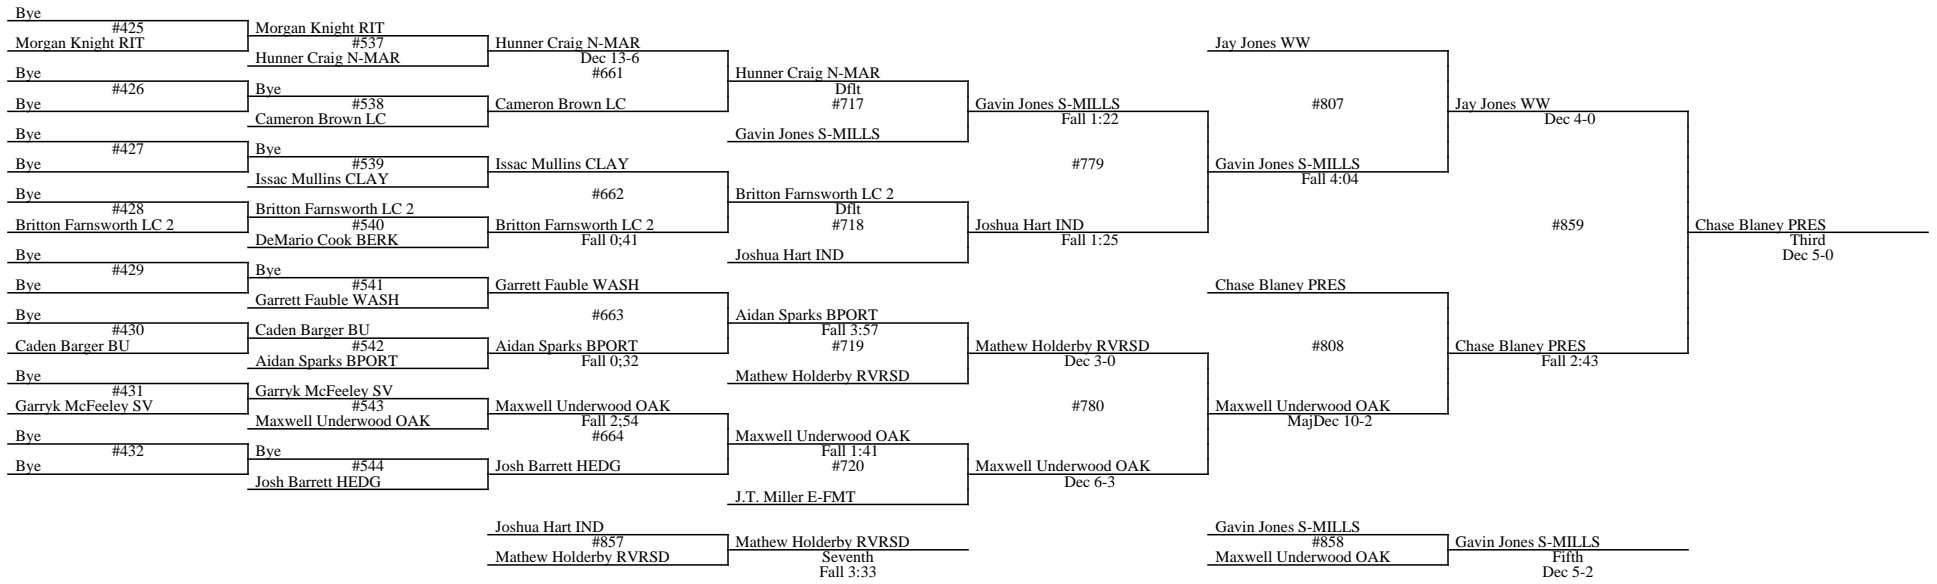 Bye
#425
Morgan Knight RIT
Bye
#426
Bye
Bye
#427
Bye
Bye
#428
Britton Farnsworth LC 2
Bye
#429
Bye
Bye
#430
Caden Barger BU
Bye
#431
Garryk McFeeley SV
Bye
#432
Bye
Morgan Knight RIT
#537
Hunner Craig N-MAR
Bye
#538
Cameron Brown LC
Bye
#539
Issac Mullins CLAY
Britton Farnsworth LC 2
#540
DeMario Cook BERK
Bye
#541
Garrett Fauble WASH
Caden Barger BU
#542
Aidan Sparks BPORT
Garryk McFeeley SV
#543
Maxwell Underwood OAK
Bye
#544
Josh Barrett HEDG
Hunner Craig N-MAR
Dec 13-6
#661
Cameron Brown LC
Issac Mullins CLAY
#662
Britton Farnsworth LC 2
Fall 0;41
Garrett Fauble WASH
#663
Aidan Sparks BPORT
Fall 0;32
Maxwell Underwood OAK
Fall 2;54
#664
Josh Barrett HEDG
Hunner Craig N-MAR
Dflt
#717
Gavin Jones S-MILLS
Britton Farnsworth LC 2
Dflt
#718
Joshua Hart IND
Aidan Sparks BPORT
Fall 3:57
#719
Mathew Holderby RVRSD
Maxwell Underwood OAK
Fall 1:41
#720
J.T. Miller E-FMT
Gavin Jones S-MILLS
Fall 1:22
#779
Joshua Hart IND
Fall 1:25
Mathew Holderby RVRSD
Dec 3-0
#780
Maxwell Underwood OAK
Dec 6-3
Jay Jones WW
#807
Gavin Jones S-MILLS
Fall 4:04
Chase Blaney PRES
#808
Maxwell Underwood OAK
MajDec 10-2
Jay Jones WW
Dec 4-0
#859
Chase Blaney PRES
Fall 2:43
Chase Blaney PRES
Third
Dec 5-0
Joshua Hart IND
#857
Mathew Holderby RVRSD
Mathew Holderby RVRSD
Seventh
Fall 3:33
Gavin Jones S-MILLS
#858
Maxwell Underwood OAK
Gavin Jones S-MILLS
Fifth
Dec 5-2